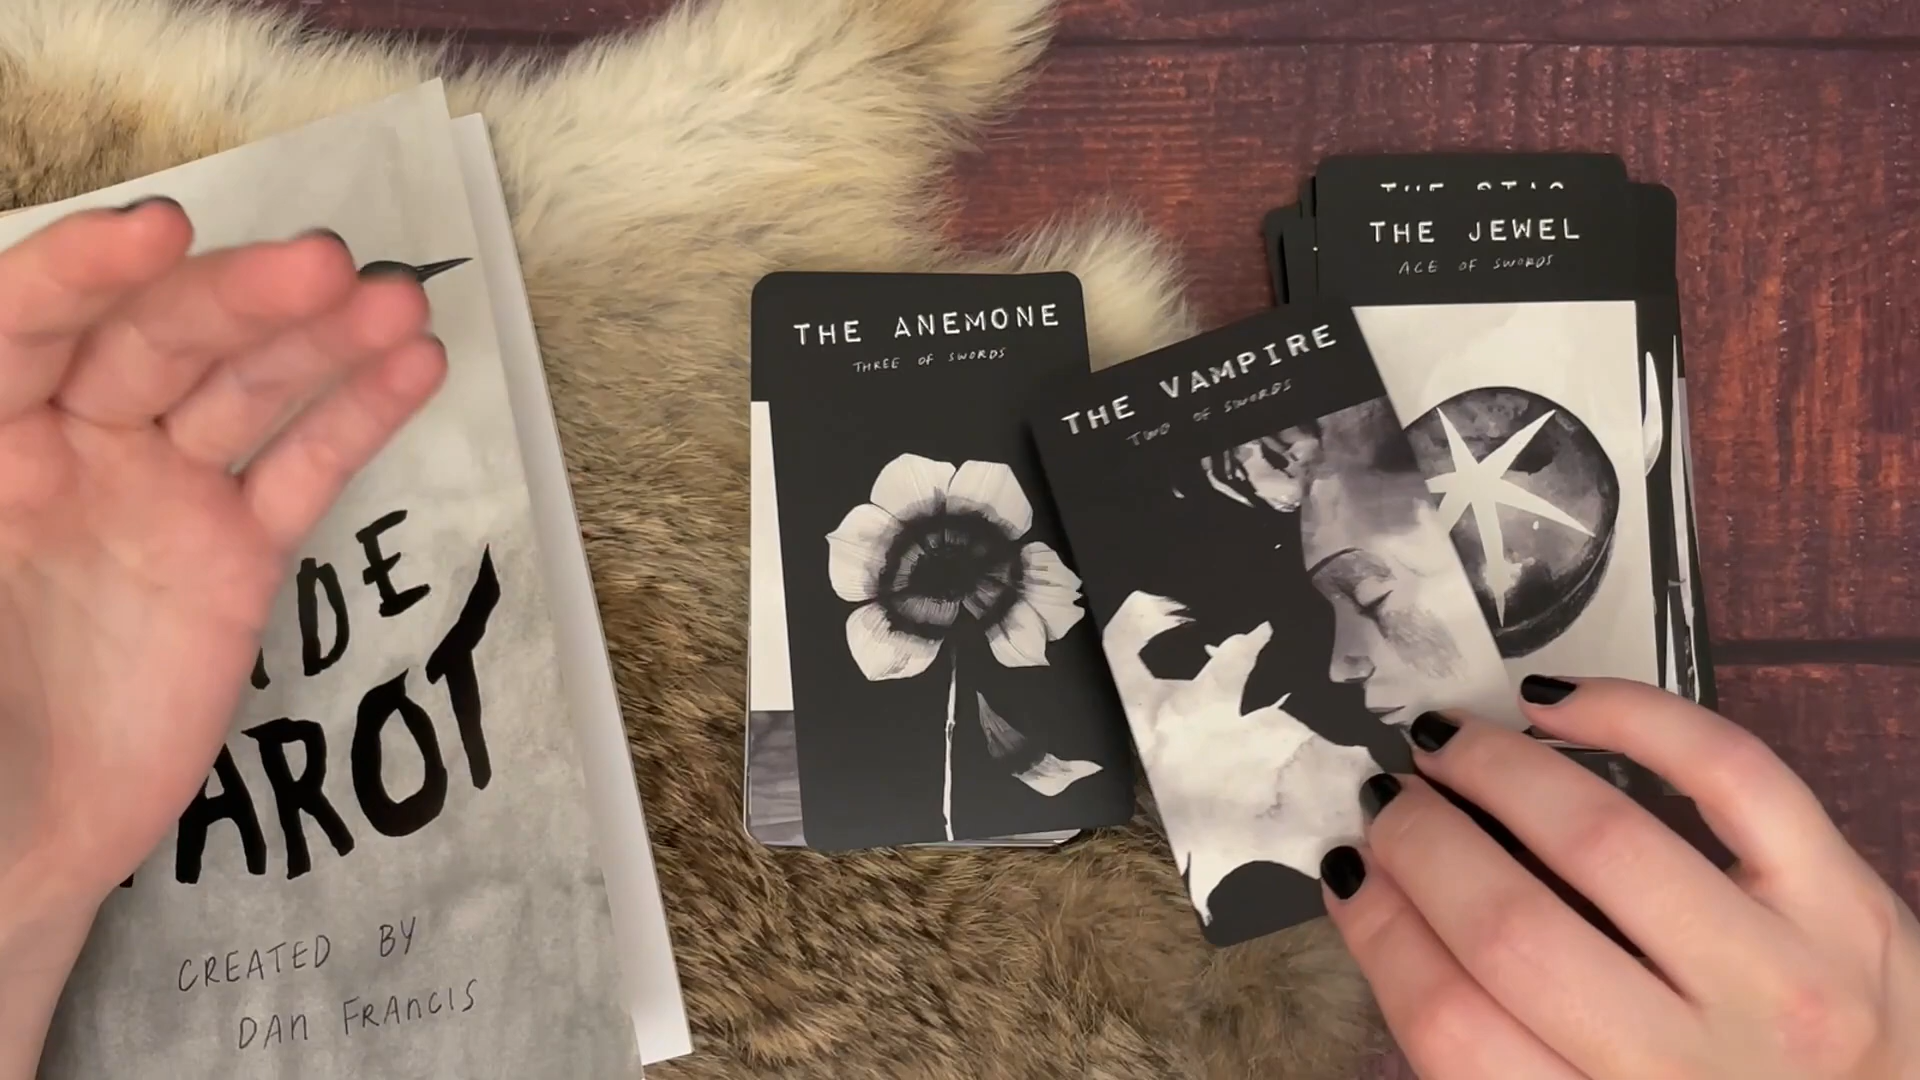 TAROT
CREATED BY
DAN FRANCIS
THE ANEMONE
THREE OF SWORDS
THE VAMPIRE
TWO OF SWORDS
THE JEWEL
ACE OF SWORDS